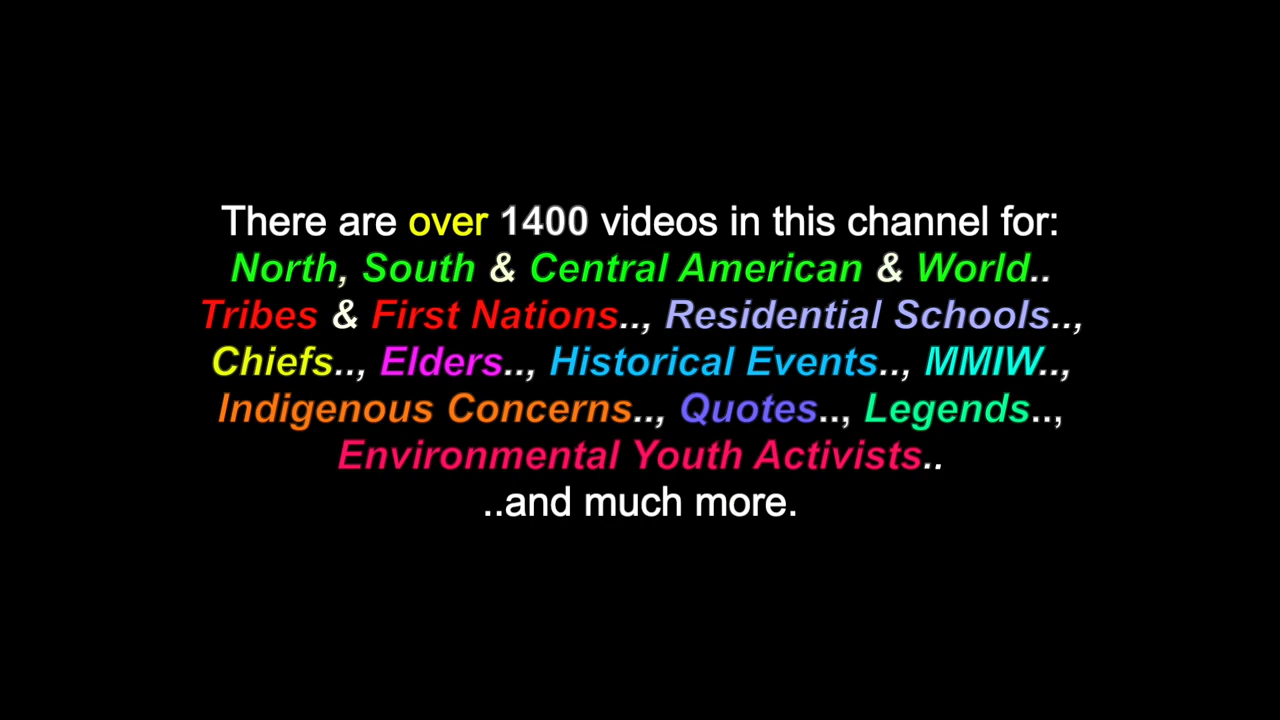 There are over 1400 videos in this channel for:
North, South & Central American & World..
Tribes & First Nations.., Residential Schools..,
Chiefs.., Elders.., Historical Events.., MMIW..,
Indigenous Concerns.., Quotes.., Legends..,
Environmental Youth Activists..
..and much more.